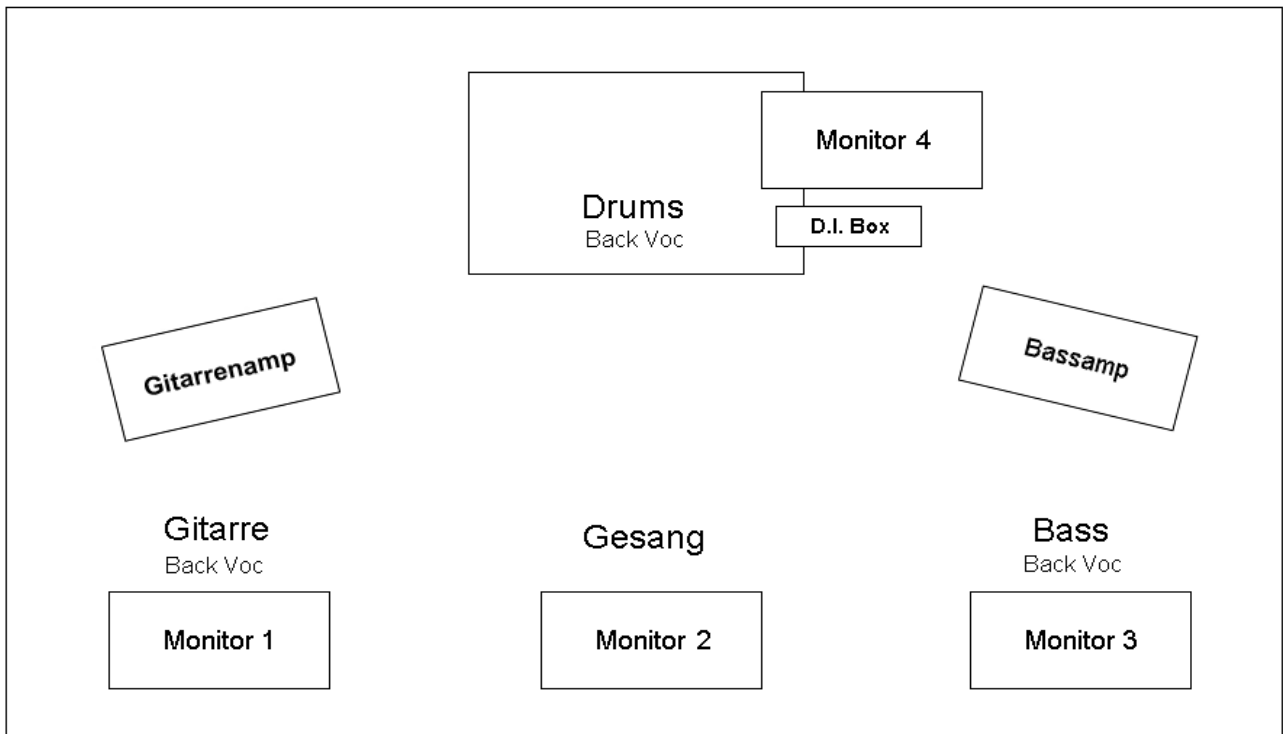 Monitor 4
Drums
Back Voc
D.I. Box
Gitarrenamp
Bassamp
Gitarre
Back Voc
Gesang
Bass
Back Voc
Monitor 1
Monitor 2
Monitor 3